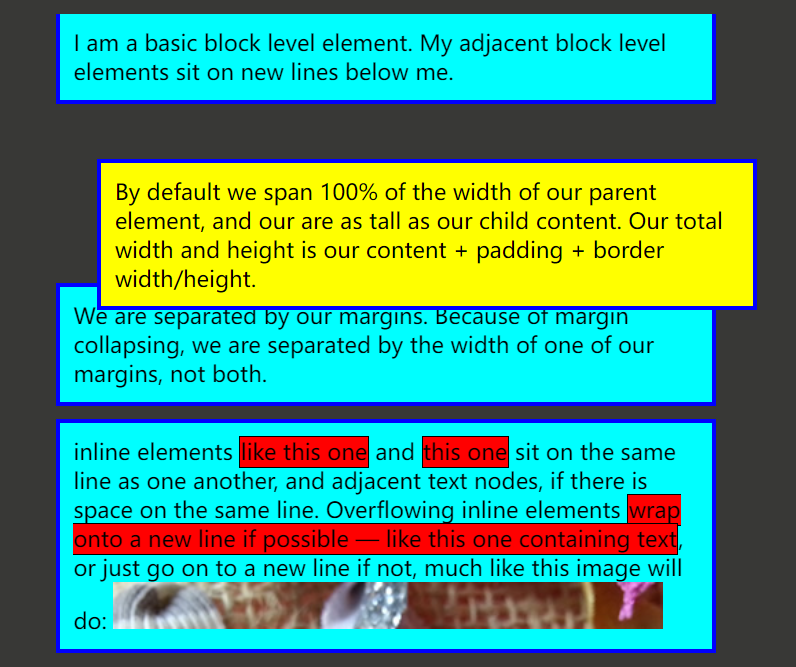 I am a basic block level element. My adjacent block level
elements sit on new lines below me.
By default we span 100% of the width of our parent
element, and our are as tall as our child content. Our total
width and height is our content + padding + border
width/height.
We are separated by our margins. Because of margin
collapsing, we are separated by the width of one of our
margins, not both.
inline elements like this one and this one sit on the same
line as one another, and adjacent text nodes, if there is
space on the same line. Overflowing inline elements wrap
onto a new line if possible — like this one containing text,
or just go on to a new line if not, much like this image will
do: